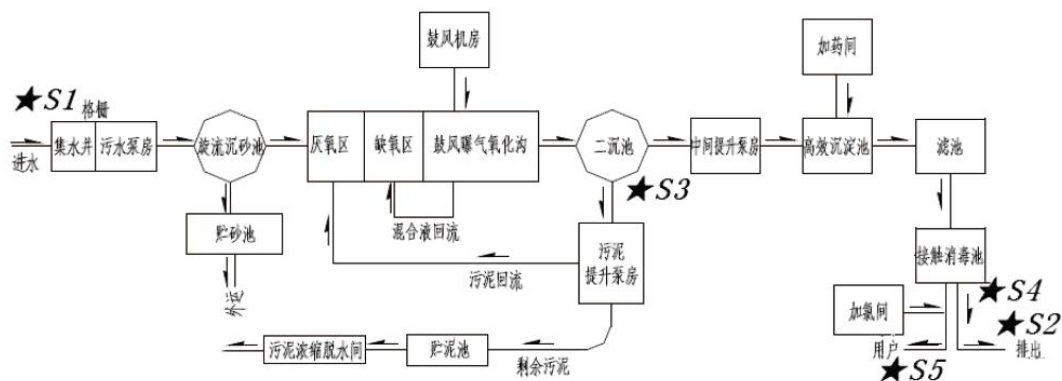 鼓风机房
加药间
★S1
格栅
进水
集水井
污水泵房
旋流沉砂池
厌氧区
缺氧区
鼓风曝气氧化沟
二沉池
中间提升泵房
高效沉淀池
滤池
★S3
贮砂池
混合液回流
污泥
提升泵房
接触消毒池
污泥回流
外运
加氯间
★S4
★S2
用户
排出
★S5
污泥浓缩脱水间
贮泥池
剩余污泥